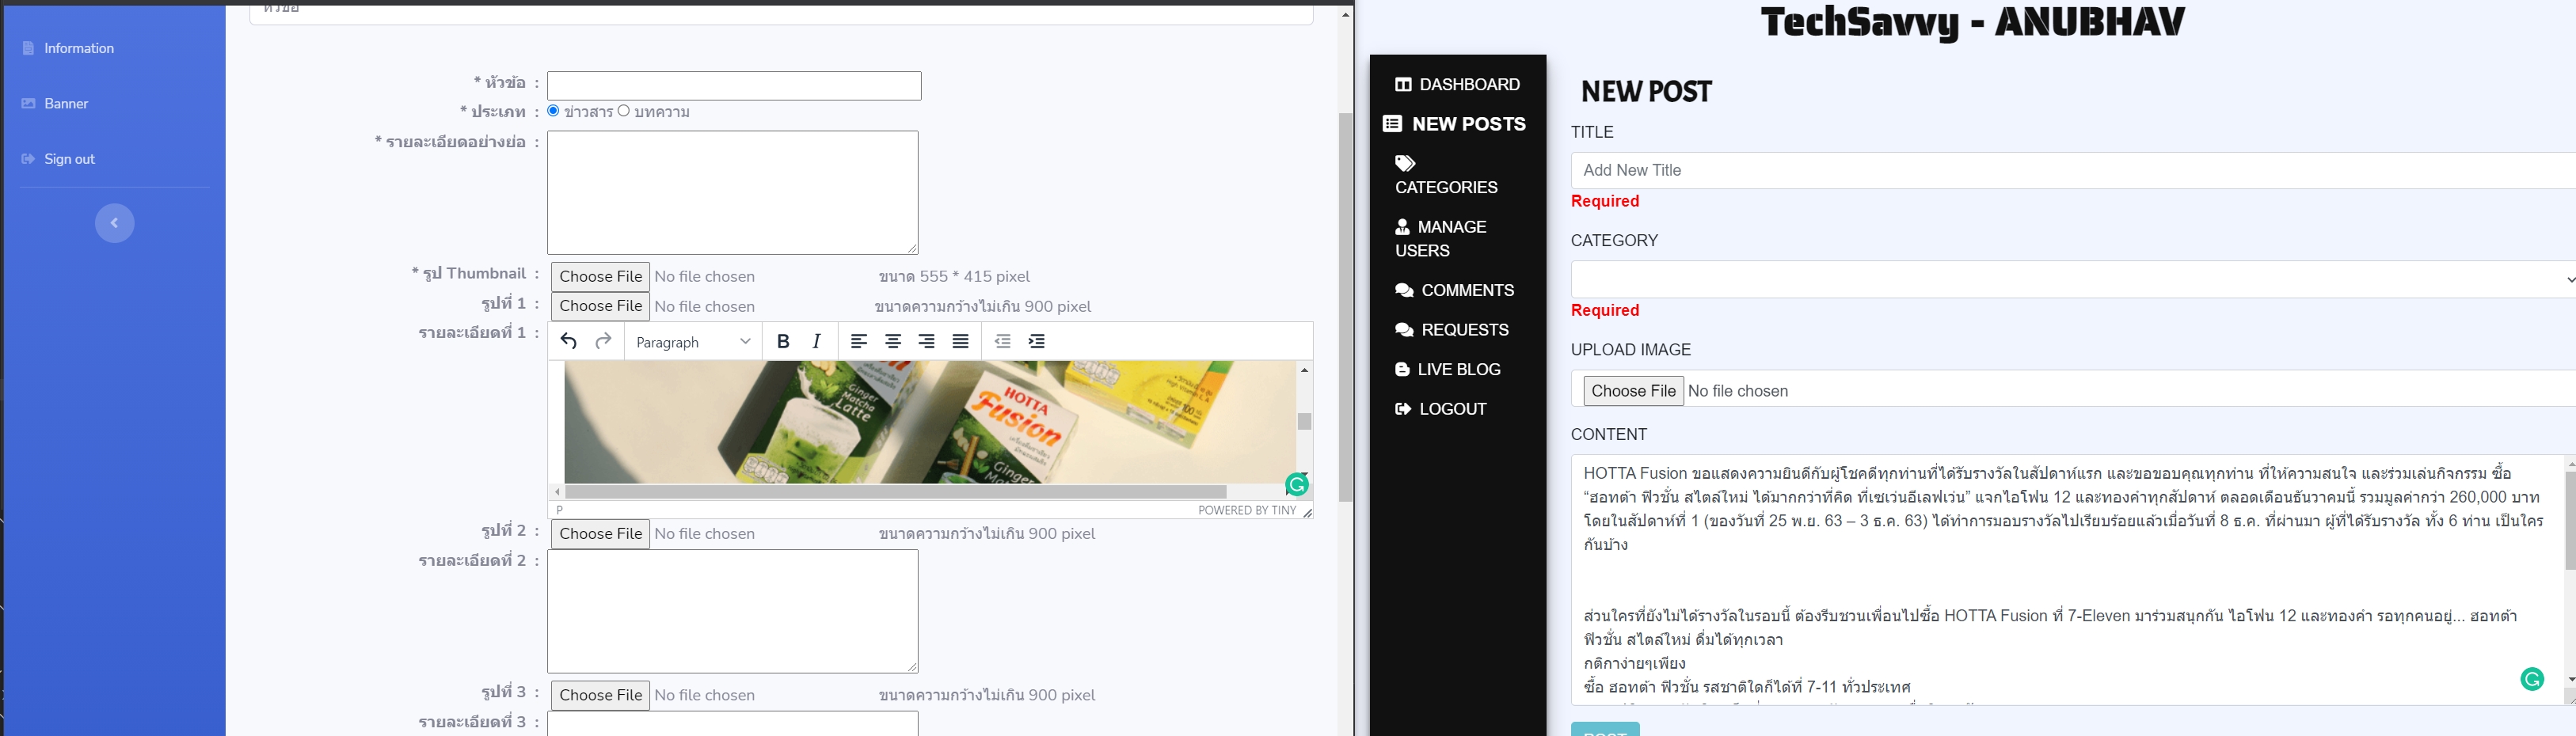 หัวข้อ
Information
Banner
Sign out
* หัวข้อ :
* ประเภท : ข่าวสาร บทความ
* รายละเอียดอย่างย่อ :
* รูป Thumbnail : Choose File No file chosen ขนาด 555 * 415 pixel
รูปที่ 1 : Choose File No file chosen ขนาดความกว้างไม่เกิน 900 pixel
รายละเอียดที่ 1 :
Paragraph B I
Ginger Matcha Latte
HOTTA
Fusion
Ginger
P POWERED BY TINY
รูปที่ 2 : Choose File No file chosen ขนาดความกว้างไม่เกิน 900 pixel
รายละเอียดที่ 2 :
รูปที่ 3 : Choose File No file chosen ขนาดความกว้างไม่เกิน 900 pixel
รายละเอียดที่ 3 :
TechSavvy - ANUBHAV
DASHBOARD
NEW POSTS
CATEGORIES
MANAGE
USERS
COMMENTS
REQUESTS
LIVE BLOG
LOGOUT
NEW POST
TITLE
Add New Title
Required
CATEGORY
Required
UPLOAD IMAGE
Choose File No file chosen
CONTENT
HOTTA Fusion ขอแสดงความยินดีกับผู้โชคดีทุกท่านที่ได้รับรางวัลในสัปดาห์แรก และขอขอบคุณทุกท่าน ที่ให้ความสนใจ และร่วมเล่นกิจกรรม ซื้อ
“ฮอทต้า ฟิวชั่น สไตล์ใหม่ ได้มากกว่าที่คิด ที่เซเว่นอีเลฟเว่น” แจกไอโฟน 12 และทองคำทุกสัปดาห์ ตลอดเดือนธันวาคมนี้ รวมมูลค่ากว่า 260,000 บาท
โดยในสัปดาห์ที่ 1 (ของวันที่ 25 พ.ย. 63 – 3 ธ.ค. 63) ได้ทำการมอบรางวัลไปเรียบร้อยแล้วเมื่อวันที่ 8 ธ.ค. ที่ผ่านมา ผู้ที่ได้รับรางวัล ทั้ง 6 ท่าน เป็นใคร
กันบ้าง
ส่วนใครที่ยังไม่ได้รางวัลในรอบนี้ ต้องรีบชวนเพื่อนไปซื้อ HOTTA Fusion ที่ 7-Eleven มาร่วมสนุกกัน ไอโฟน 12 และทองคำ รอทุกคนอยู่... ฮอทต้า
ฟิวชั่น สไตล์ใหม่ ดื่มได้ทุกเวลา
กติกาง่ายๆเพียง
ซื้อ ฮอทต้า ฟิวชั่น รสชาติใดก็ได้ที่ 7-11 ทั่วประเทศ
POST